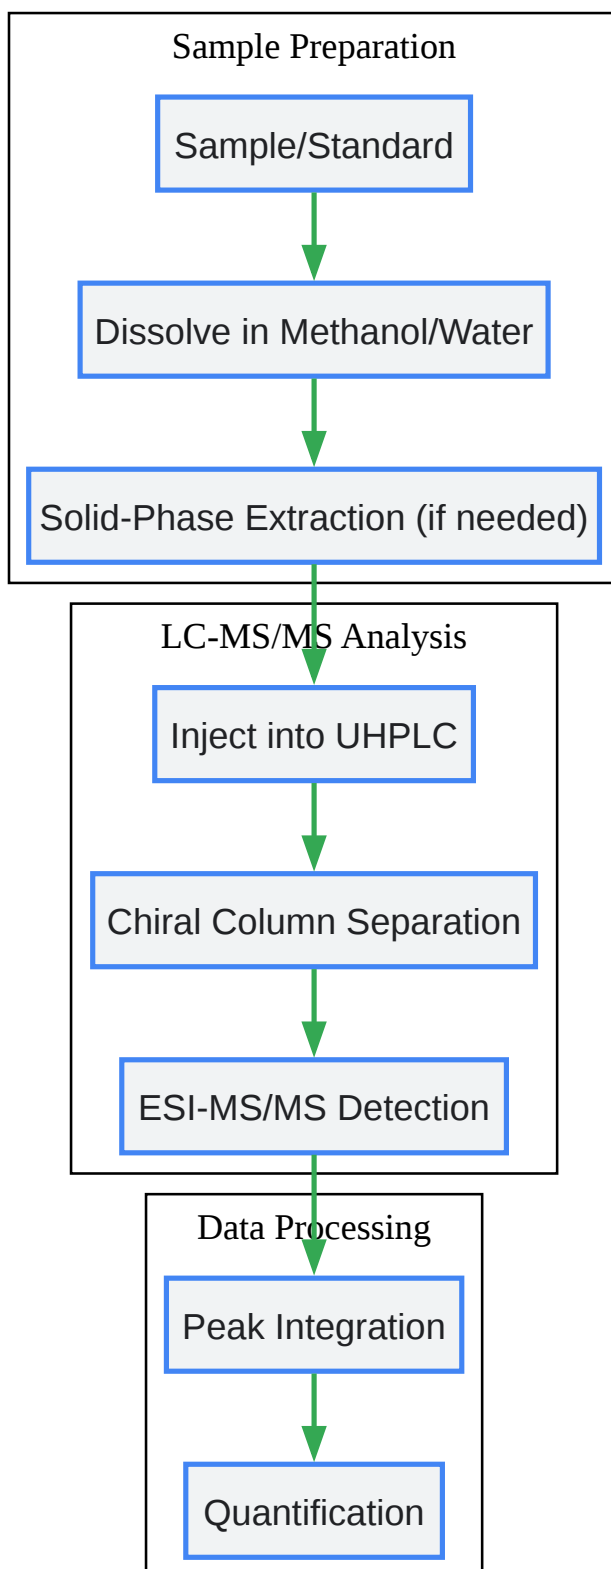 Sample Preparation
Sample/Standard
Dissolve in Methanol/Water
Solid-Phase Extraction (if needed)
LC-MS/MS Analysis
Inject into UHPLC
Chiral Column Separation
ESI-MS/MS Detection
Data Processing
Peak Integration
Quantification